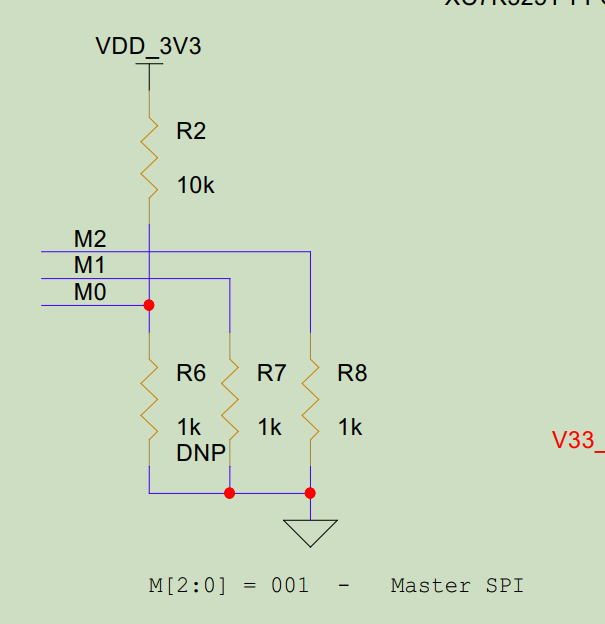 VDD_3V3
R2
10k
M2
M1
M0
R6 R7 R8
1k 1k 1k
DNP
V33_
M[2:0] = 001 - Master SPI